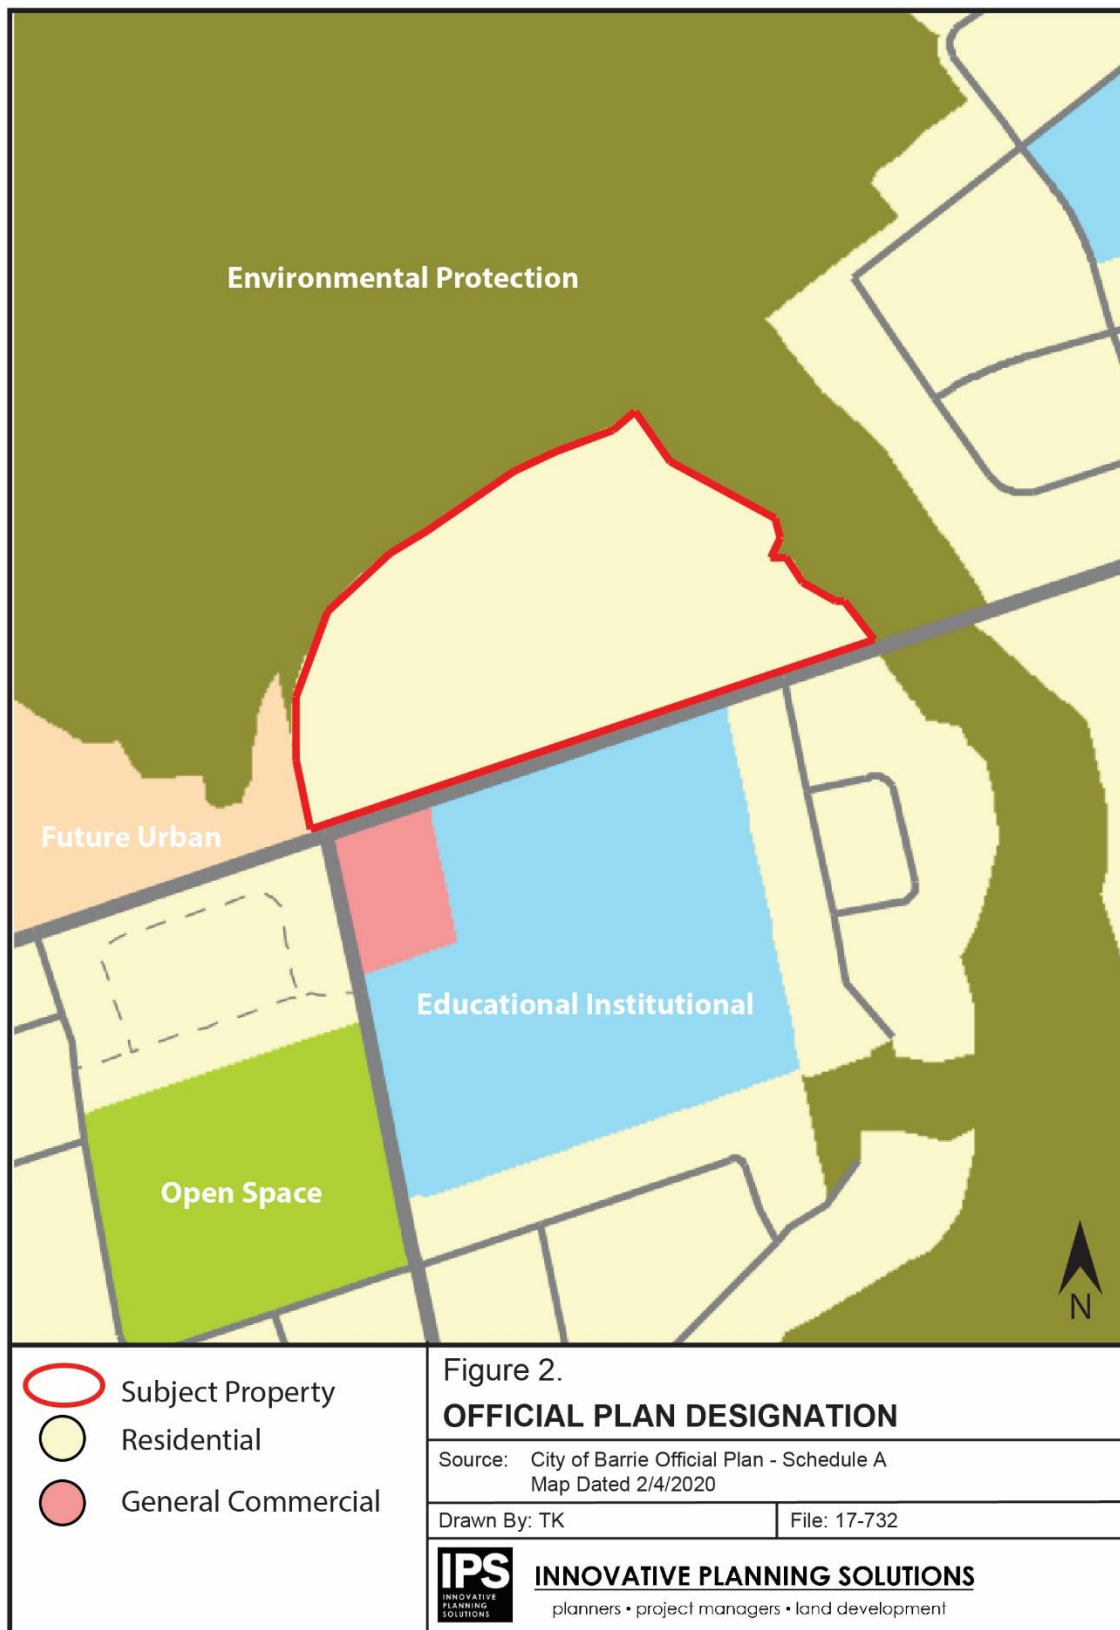 Environmental Protection
Future Urban
Educational Institutional
Open Space
N
Subject Property
Residential
General Commercial
Figure 2.
OFFICIAL PLAN DESIGNATION
Source: City of Barrie Official Plan - Schedule A
Map Dated 2/4/2020
Drawn By: TK
File: 17-732
IPS
INNOVATIVE
PLANNING
SOLUTIONS
INNOVATIVE PLANNING SOLUTIONS
planners • project managers • land development